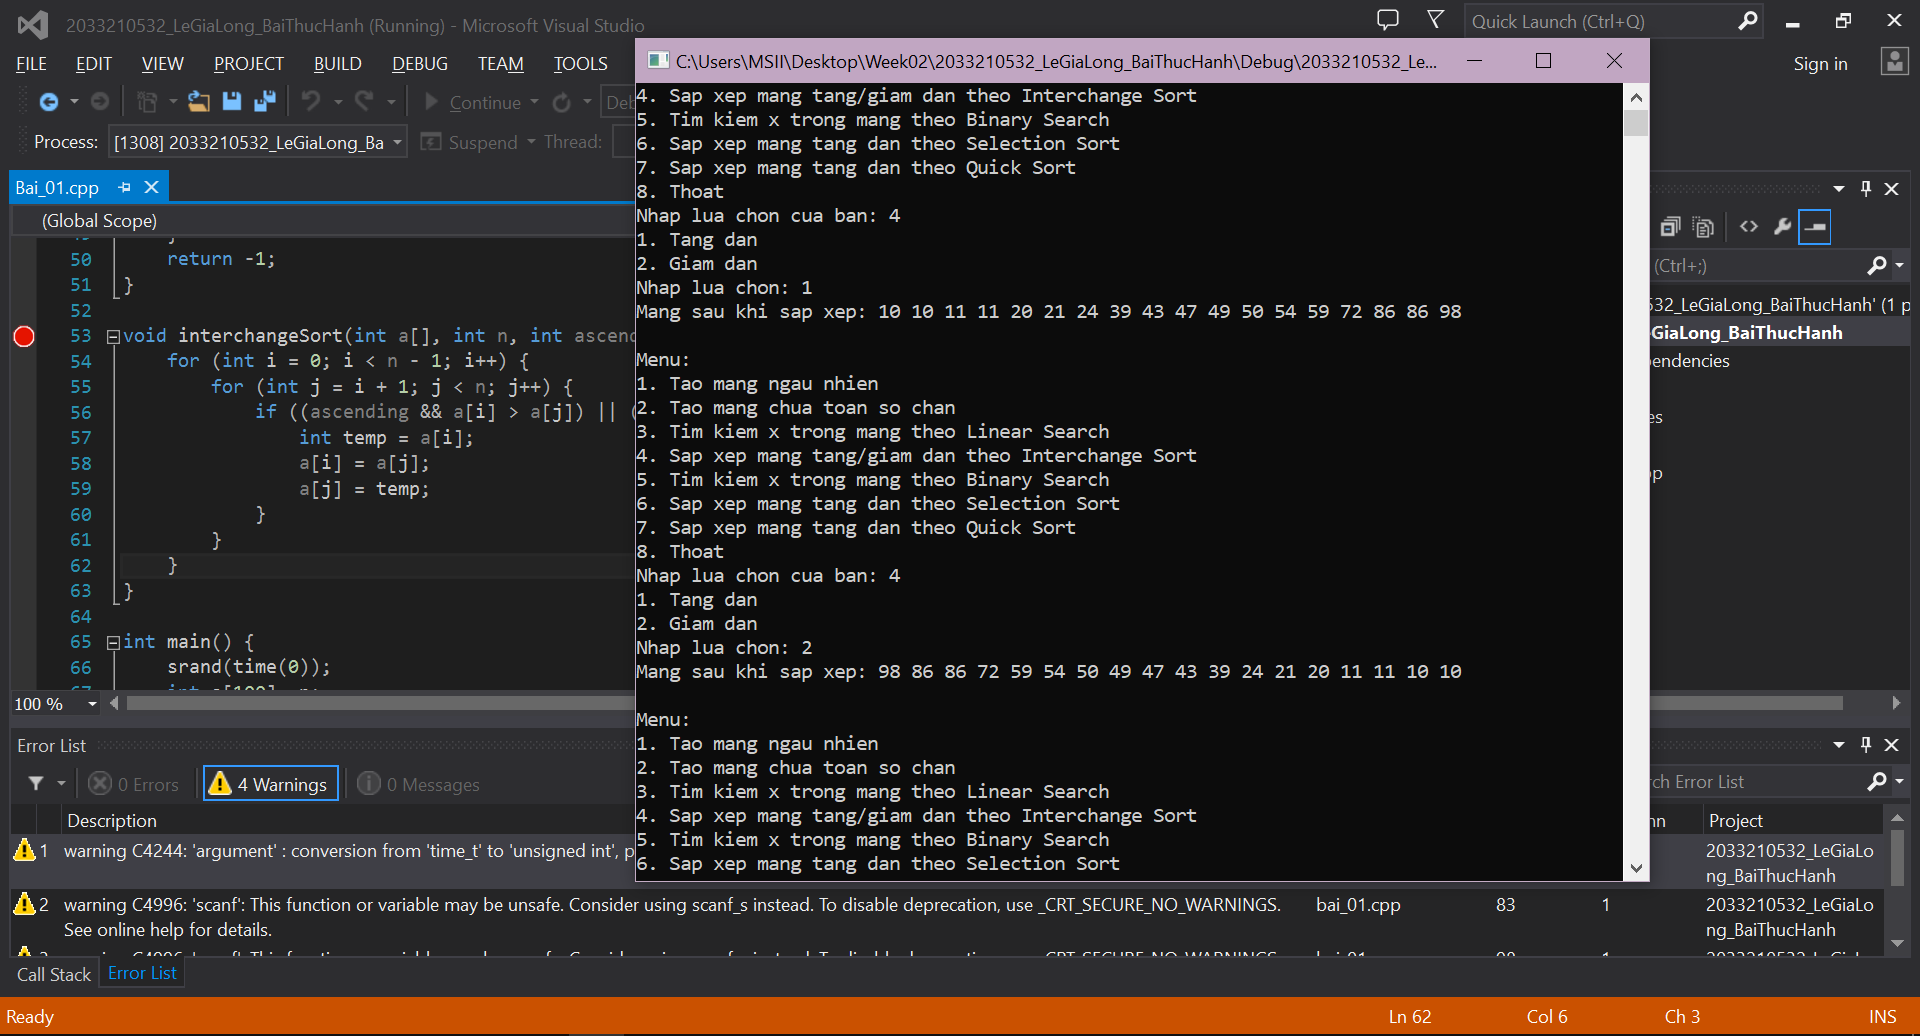 2033210532_LeGiaLong_BaiThucHanh (Running) - Microsoft Visual Studio
Quick Launch (Ctrl+Q)
FILE EDIT VIEW PROJECT BUILD DEBUG TEAM TOOLS
Sign in
Continue
Deb
Process: [1308] 2033210532_LeGiaLong_Ba
Suspend
Thread:
Bai_01.cpp
(Global Scope)
50 return -1;
51 }
52
53 void interchangeSort(int a[], int n, int ascend
54 for (int i = 0; i < n - 1; i++) {
55 for (int j = i + 1; j < n; j++) {
56 if ((ascending && a[i] > a[j]) || (
57 int temp = a[i];
58 a[i] = a[j];
59 a[j] = temp;
60 }
61 }
62 }
63 }
64
65 int main() {
66 srand(time(0));
100 %
C:\Users\MSII\Desktop\Week02\2033210532_LeGiaLong_BaiThucHanh\Debug\2033210532_Le...
4. Sap xep mang tang/giam dan theo Interchange Sort
5. Tim kiem x trong mang theo Binary Search
6. Sap xep mang tang dan theo Selection Sort
7. Sap xep mang tang dan theo Quick Sort
8. Thoat
Nhap lua chon cua ban: 4
1. Tang dan
2. Giam dan
Nhap lua chon: 1
Mang sau khi sap xep: 10 10 11 11 20 21 24 39 43 47 49 50 54 59 72 86 86 98
Menu:
1. Tao mang ngau nhien
2. Tao mang chua toan so chan
3. Tim kiem x trong mang theo Linear Search
4. Sap xep mang tang/giam dan theo Interchange Sort
5. Tim kiem x trong mang theo Binary Search
6. Sap xep mang tang dan theo Selection Sort
7. Sap xep mang tang dan theo Quick Sort
8. Thoat
Nhap lua chon cua ban: 4
1. Tang dan
2. Giam dan
Nhap lua chon: 2
Mang sau khi sap xep: 98 86 86 72 59 54 50 49 47 43 39 24 21 20 11 11 10 10
Menu:
1. Tao mang ngau nhien
2. Tao mang chua toan so chan
3. Tim kiem x trong mang theo Linear Search
4. Sap xep mang tang/giam dan theo Interchange Sort
5. Tim kiem x trong mang theo Binary Search
6. Sap xep mang tang dan theo Selection Sort
(Ctrl+;)
532_LeGiaLong_BaiThucHanh' (1 p
GiaLong_BaiThucHanh
endencies
es
p
Error List
0 Errors
4 Warnings
0 Messages
ch Error List
Description
mn
Project
1 warning C4244: 'argument' : conversion from 'time_t' to 'unsigned int', p
2033210532_LeGiaLo
ng_BaiThucHanh
2 warning C4996: 'scanf': This function or variable may be unsafe. Consider using scanf_s instead. To disable deprecation, use _CRT_SECURE_NO_WARNINGS.
See online help for details.
bai_01.cpp
83
1
2033210532_LeGiaLo
ng_BaiThucHanh
Call Stack
Error List
Ready
Ln 62
Col 6
Ch 3
INS